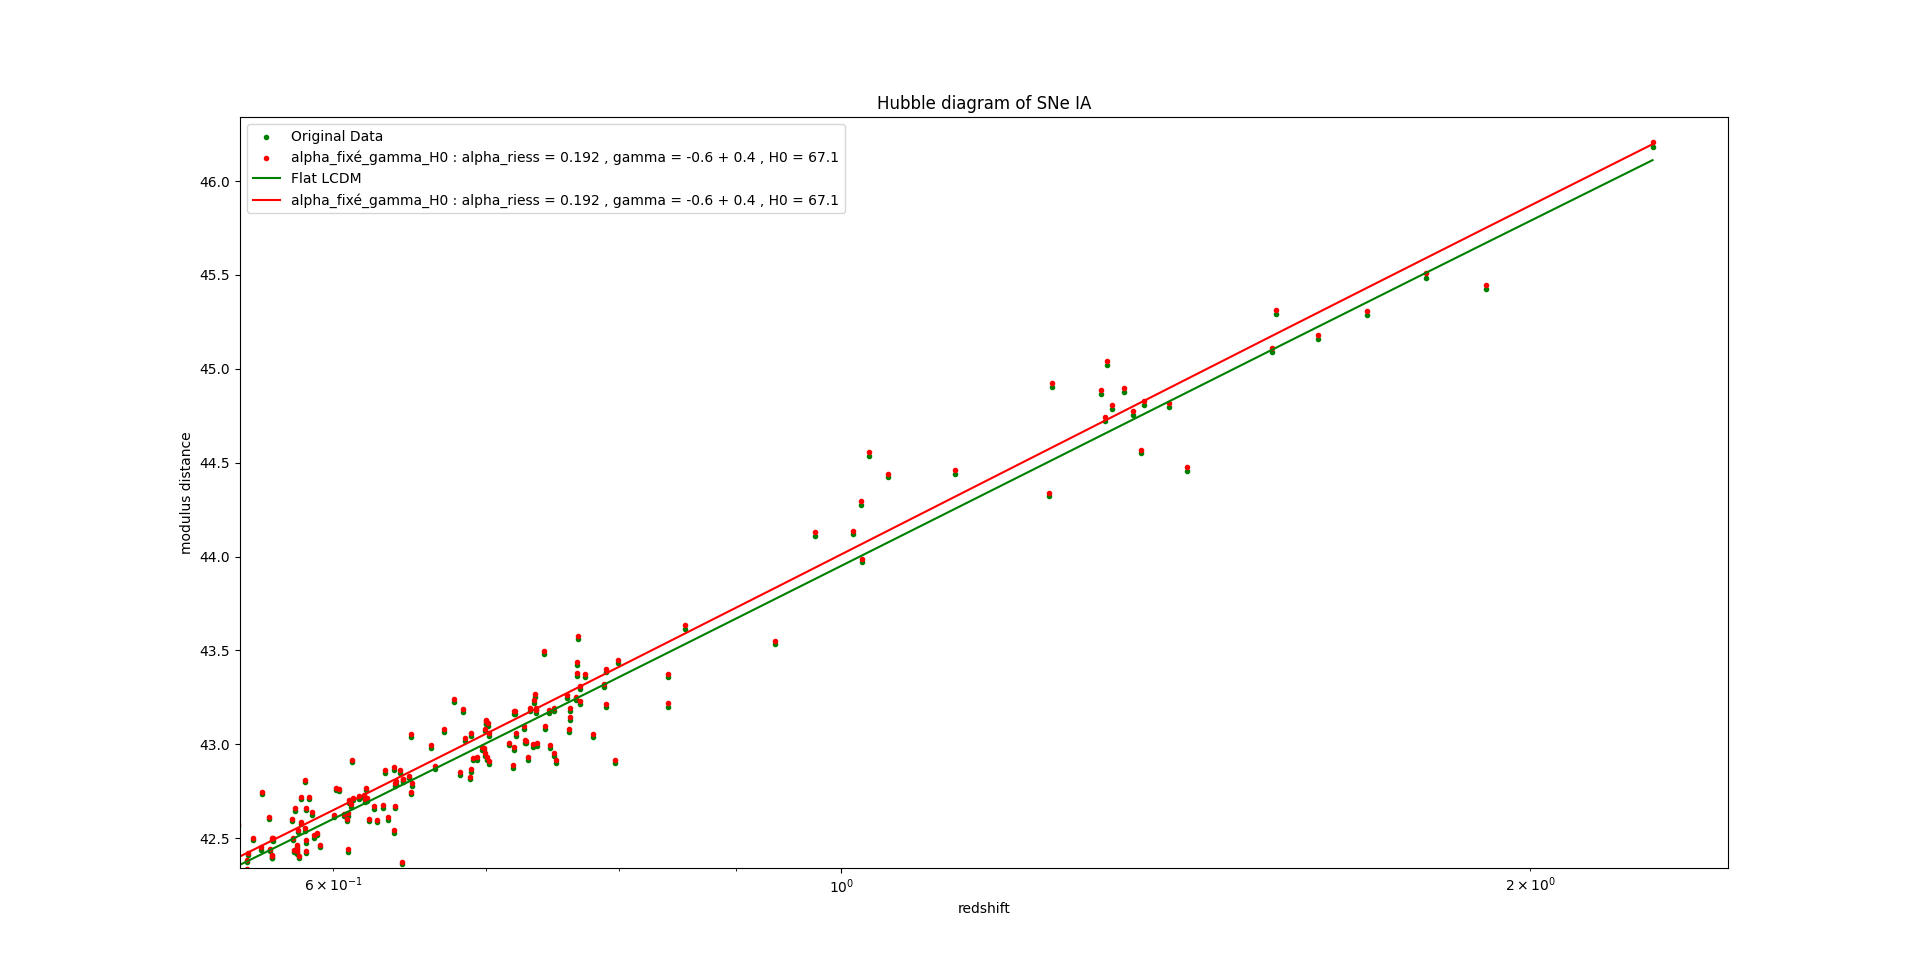 Hubble diagram of SNe IA
Original Data
alpha_fixé_gamma_H0 : alpha_riess = 0.192 , gamma = -0.6 + 0.4 , H0 = 67.1
Flat LCDM
alpha_fixé_gamma_H0 : alpha_riess = 0.192 , gamma = -0.6 + 0.4 , H0 = 67.1
46.0
45.5
45.0
44.5
44.0
43.5
43.0
42.5
modulus distance
6 × 10⁻¹
10⁰
2 × 10⁰
redshift